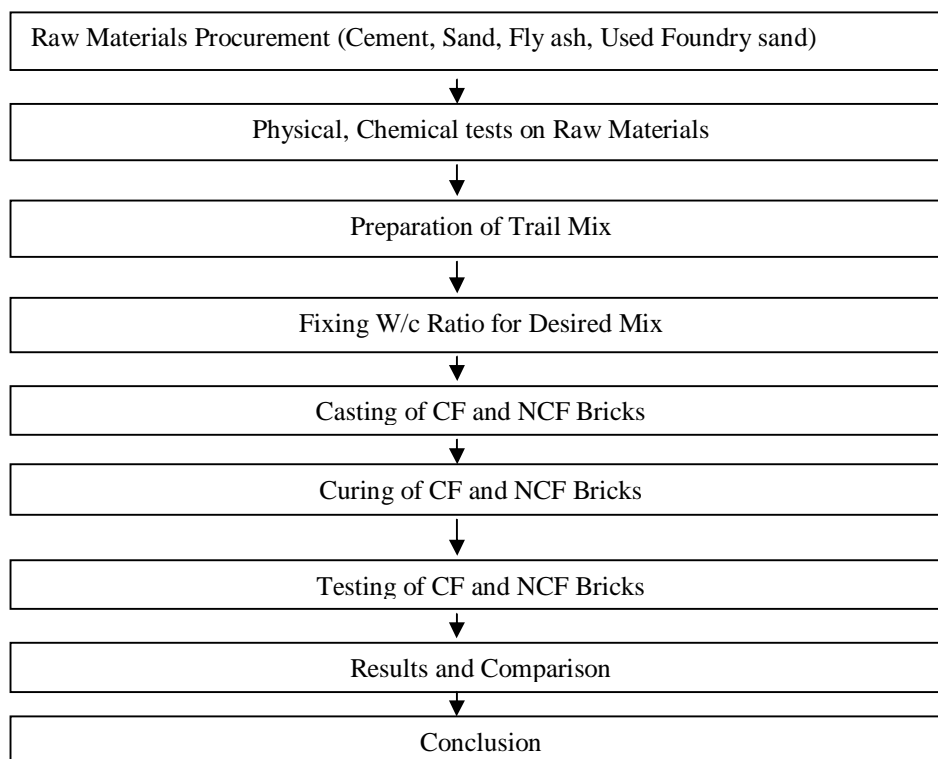 Raw Materials Procurement (Cement, Sand, Fly ash, Used Foundry sand)
Physical, Chemical tests on Raw Materials
Preparation of Trail Mix
Fixing W/c Ratio for Desired Mix
Casting of CF and NCF Bricks
Curing of CF and NCF Bricks
Testing of CF and NCF Bricks
Results and Comparison
Conclusion